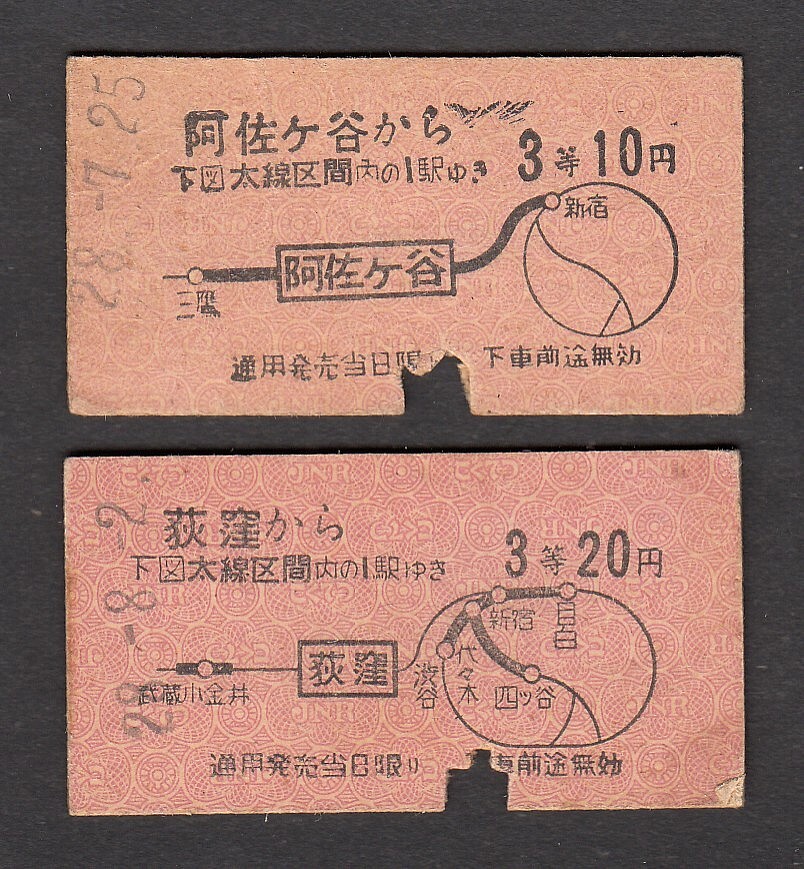 28.-7.25
阿佐ケ谷から
3等10円
下図太線区間内の1駅ゆき
新宿
阿佐ケ谷
三鷹
通用発売当日限り 下車前途無効
28.-8.-2.
荻窪から
3等20円
下図太線区間内の1駅ゆき
新宿
目白
代々木
渋谷
四ッ谷
荻窪
武蔵小金井
通用発売当日限り 車前途無効
JNR